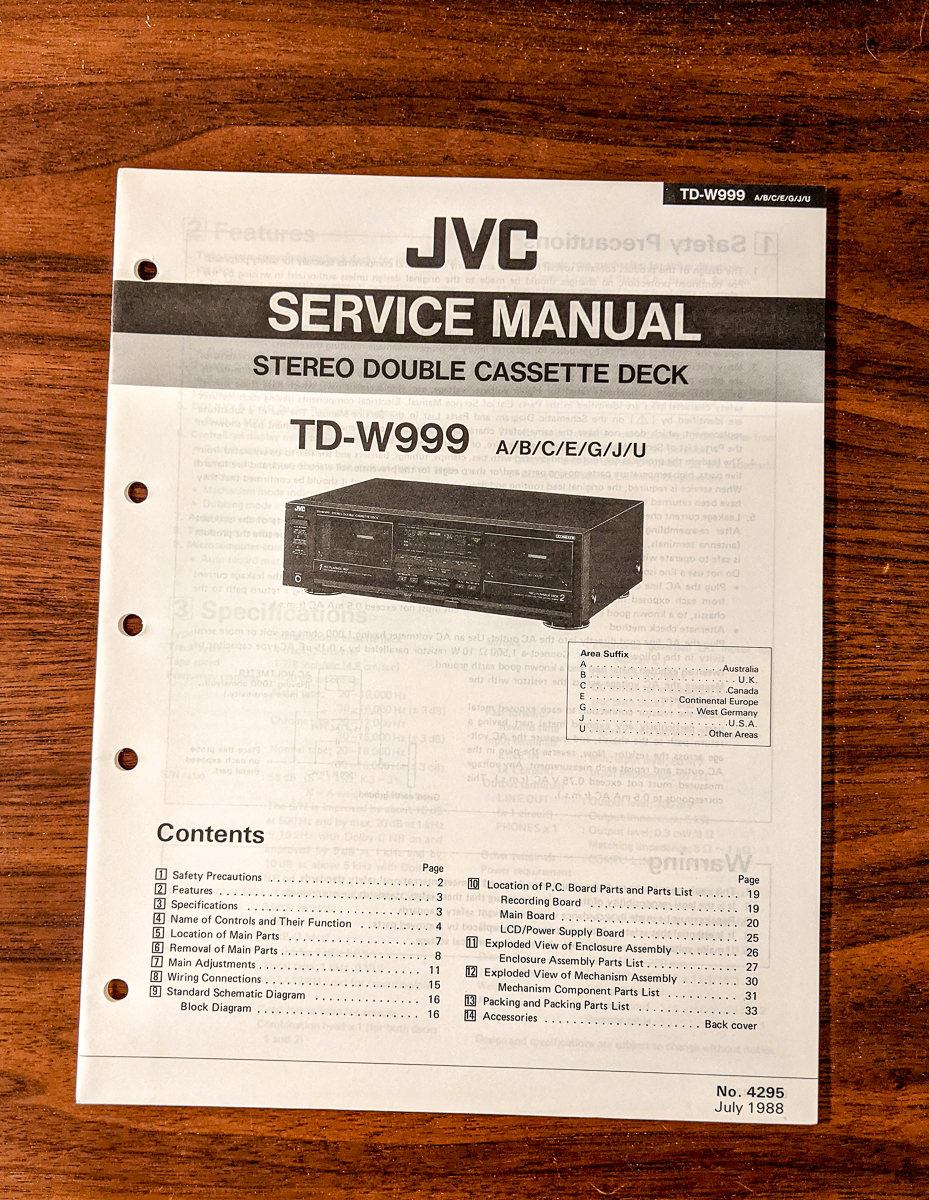 TD-W999 A/B/C/E/G/J/U
JVC
SERVICE MANUAL
STEREO DOUBLE CASSETTE DECK
TD-W999 A/B/C/E/G/J/U
JVC
Area Suffix
A . . . . . . . . . . . . . . . . . . Australia
B . . . . . . . . . . . . . . . . . . U.K.
C . . . . . . . . . . . . . . . . . . Canada
E . . . . . . . . . . . . Continental Europe
G . . . . . . . . . . . . . . West Germany
J . . . . . . . . . . . . . . . . . . U.S.A.
U . . . . . . . . . . . . . . . Other Areas
Contents
Page
1 Safety Precautions . . . . . . . . . . . . . . . 2
2 Features . . . . . . . . . . . . . . . . . . . . 3
3 Specifications . . . . . . . . . . . . . . . . . 3
4 Name of Controls and Their Function . . . . . . 4
5 Location of Main Parts . . . . . . . . . . . . . 7
6 Removal of Main Parts . . . . . . . . . . . . . 8
7 Main Adjustments . . . . . . . . . . . . . . . . 11
8 Wiring Connections . . . . . . . . . . . . . . . 15
9 Standard Schematic Diagram . . . . . . . . . . . 16
Block Diagram . . . . . . . . . . . . . . . . . . 16
Page
10 Location of P.C. Board Parts and Parts List . . . 19
Recording Board . . . . . . . . . . . . . . . . . 19
Main Board . . . . . . . . . . . . . . . . . . . 20
LCD/Power Supply Board . . . . . . . . . . . . . 25
11 Exploded View of Enclosure Assembly . . . . . . 26
Enclosure Assembly Parts List . . . . . . . . . . 27
12 Exploded View of Mechanism Assembly . . . . . . 30
Mechanism Component Parts List . . . . . . . . . 31
13 Packing and Packing Parts List . . . . . . . . . 33
14 Accessories . . . . . . . . . . . . . . . Back cover
No. 4295
July 1988